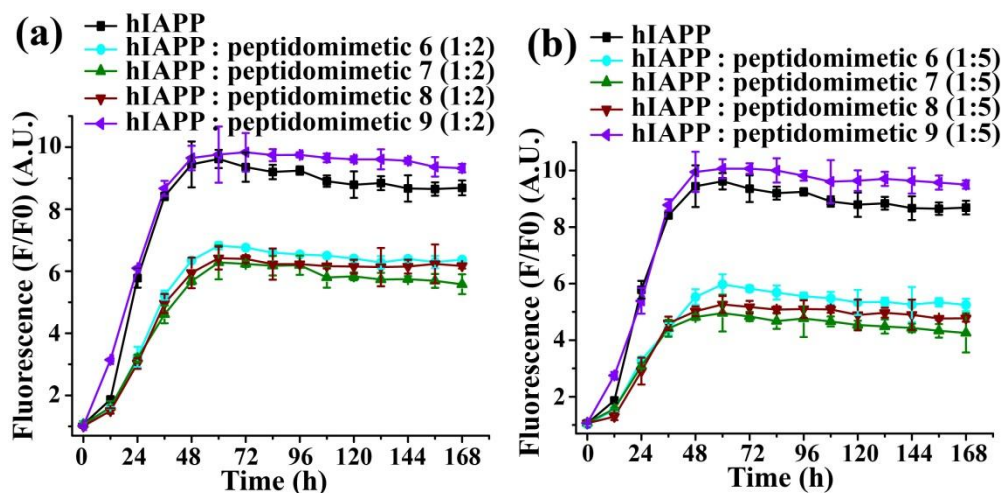 (a)
hIAPP
hIAPP : peptidomimetic 6 (1:2)
hIAPP : peptidomimetic 7 (1:2)
hIAPP : peptidomimetic 8 (1:2)
hIAPP : peptidomimetic 9 (1:2)
Fluorescence (F/F0) (A.U.)
10
8
6
4
2
0 24 48 72 96 120 144 168
Time (h)
(b)
hIAPP
hIAPP : peptidomimetic 6 (1:5)
hIAPP : peptidomimetic 7 (1:5)
hIAPP : peptidomimetic 8 (1:5)
hIAPP : peptidomimetic 9 (1:5)
Fluorescence (F/F0) (A.U.)
10
8
6
4
2
0 24 48 72 96 120 144 168
Time (h)